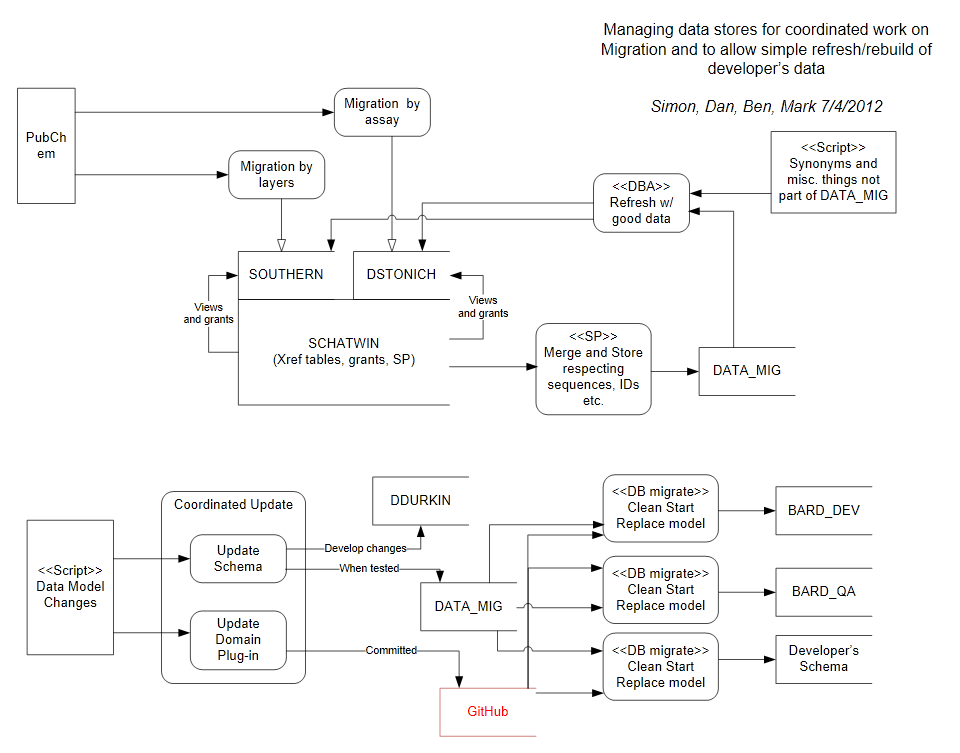 Managing data stores for coordinated work on
Migration and to allow simple refresh/rebuild of
developer's data
Simon, Dan, Ben, Mark 7/4/2012
PubCh
em
Migration by
assay
Migration by
layers
<<DBA>>
Refresh w/
good data
<<Script>>
Synonyms and
misc. things not
part of DATA_MIG
SOUTHERN
DSTONICH
Views
and grants
Views
and grants
SCHATWIN
(Xref tables, grants, SP)
<<SP>>
Merge and Store
respecting
sequences, IDs
etc.
DATA_MIG
<<Script>>
Data Model
Changes
Coordinated Update
Update
Schema
Update
Domain
Plug-in
DDURKIN
Develop changes
When tested
DATA_MIG
Committed
GitHub
<<DB migrate>>
Clean Start
Replace model
BARD_DEV
<<DB migrate>>
Clean Start
Replace model
BARD_QA
<<DB migrate>>
Clean Start
Replace model
Developer's
Schema